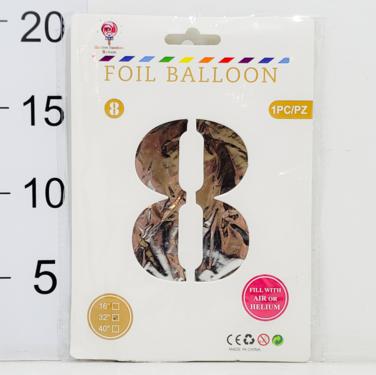 20
15
10
5
FOIL BALLOON
8
1PC/PZ
16"
32"
40"
FILL WITH
AIR OR
HELIUM
CE
MADE IN CHINA